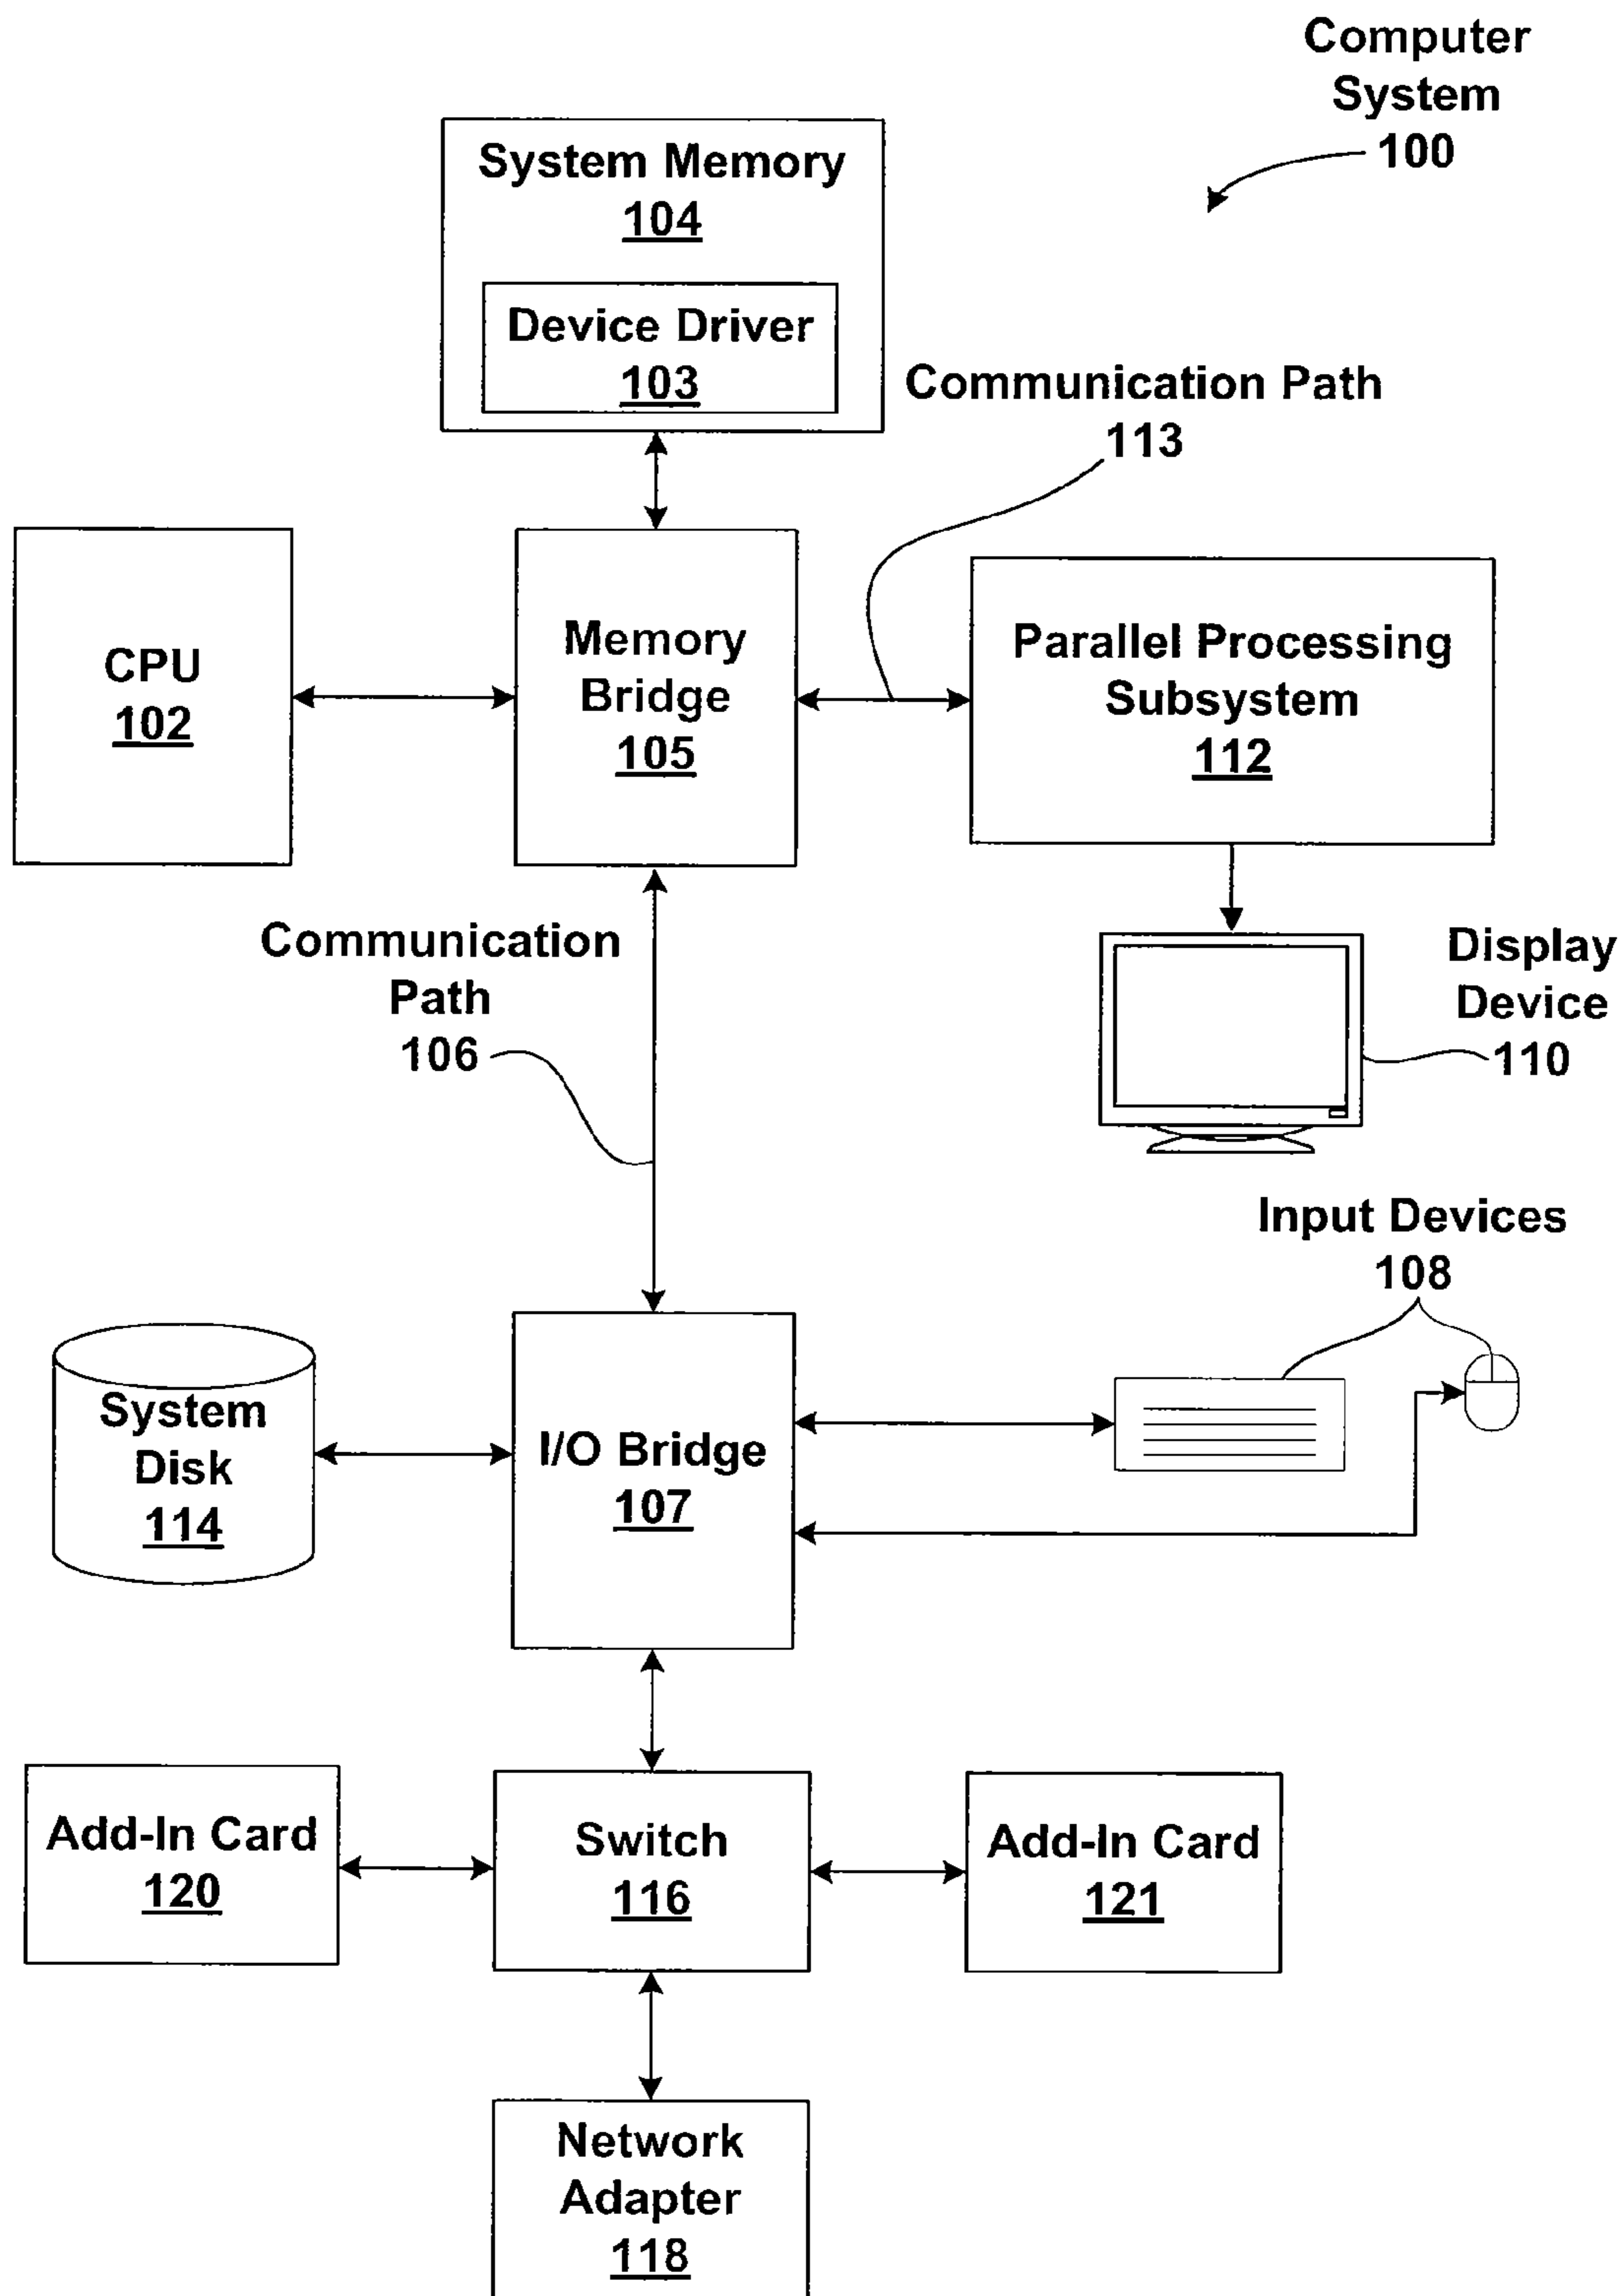 Computer
System
100
System Memory
104
Device Driver
103
Communication Path
113
CPU
102
Memory
Bridge
105
Parallel Processing
Subsystem
112
Communication
Path
106
Display
Device
110
Input Devices
108
System
Disk
114
I/O Bridge
107
Add-In Card
120
Switch
116
Add-In Card
121
Network
Adapter
118